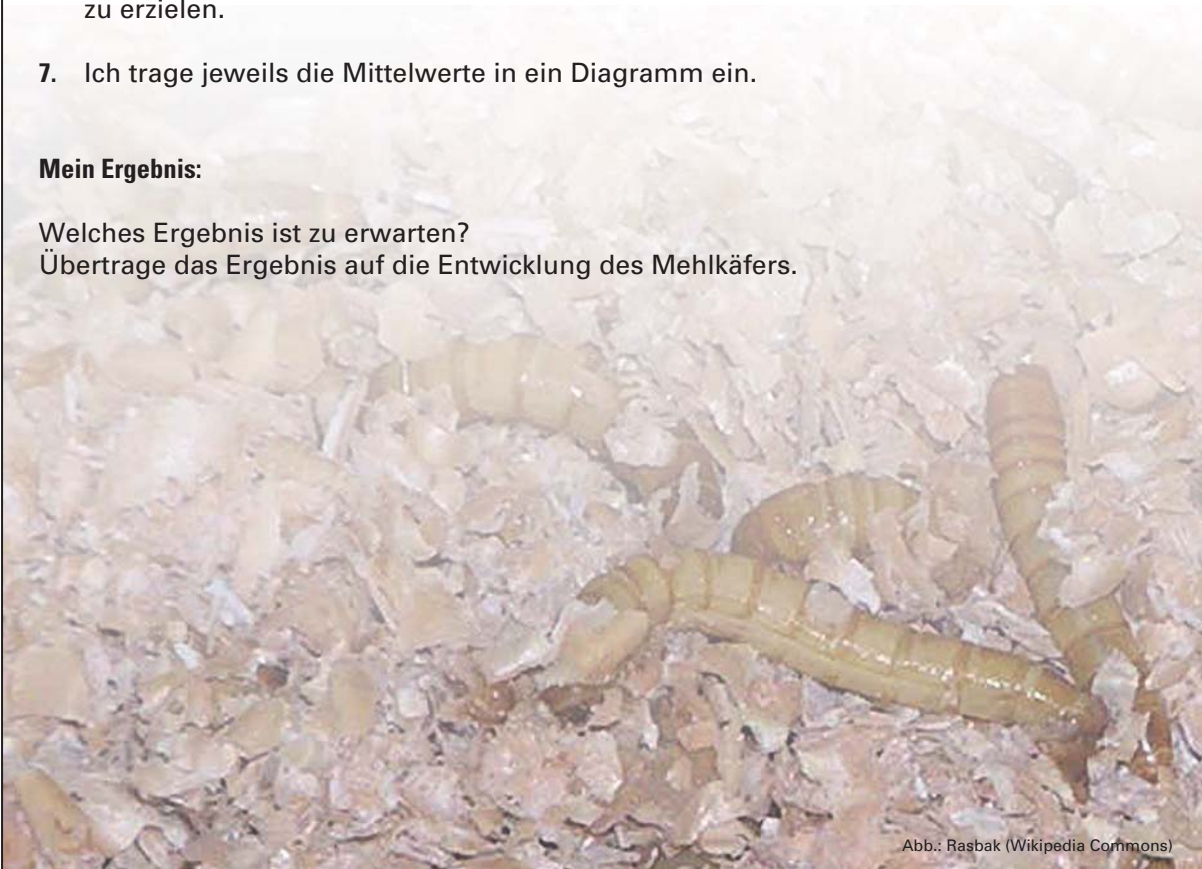 zu erzielen.
7. Ich trage jeweils die Mittelwerte in ein Diagramm ein.
Mein Ergebnis:
Welches Ergebnis ist zu erwarten?
Übertrage das Ergebnis auf die Entwicklung des Mehlkäfers.
Abb.: Rasbak (Wikipedia Commons)